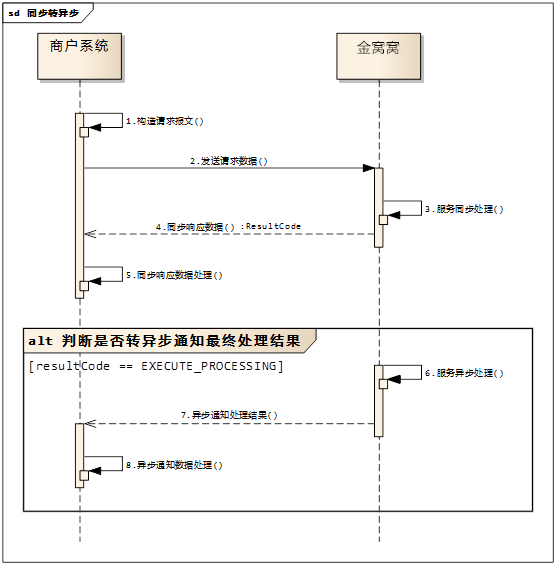 sd 同步转异步
商户系统
金窝窝
1.构造请求报文()
2.发送请求数据()
3.服务同步处理()
4.同步响应数据() :ResultCode
5.同步响应数据处理()
alt 判断是否转异步通知最终处理结果
[resultCode == EXECUTE_PROCESSING]
6.服务异步处理()
7.异步通知处理结果()
8.异步通知数据处理()